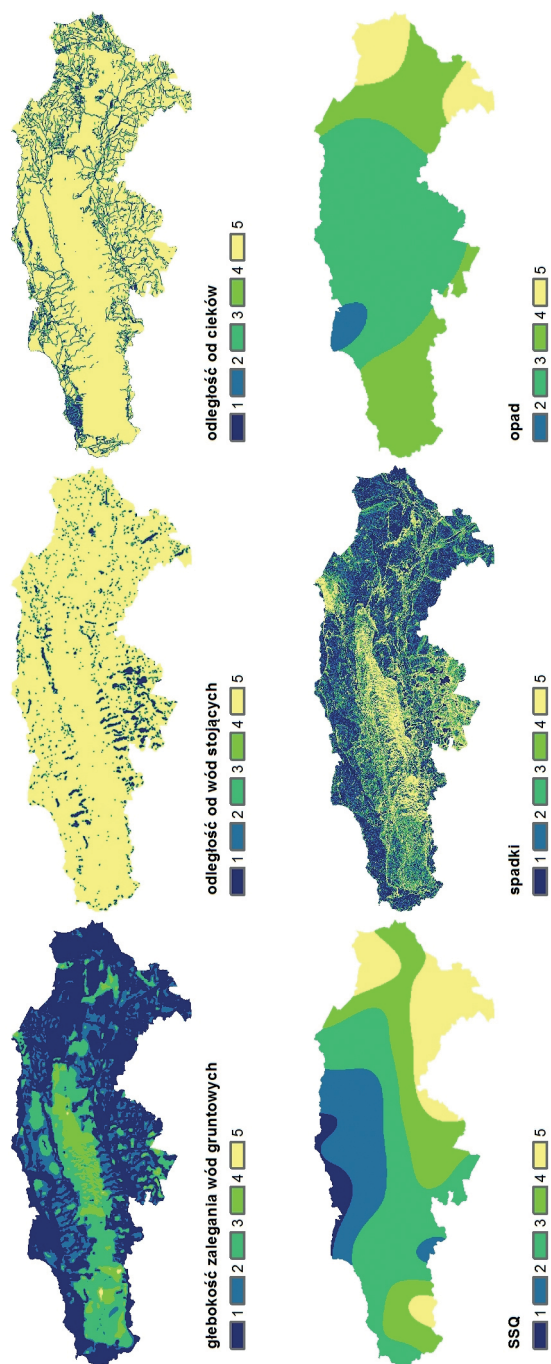 głebokość zalegania wód gruntowych
1 2 3 4 5
odległość od wód stojących
1 2 3 4 5
odległość od cieków
1 2 3 4 5
SSQ
1 2 3 4 5
spadki
1 2 3 4 5
opad
2 3 4 5